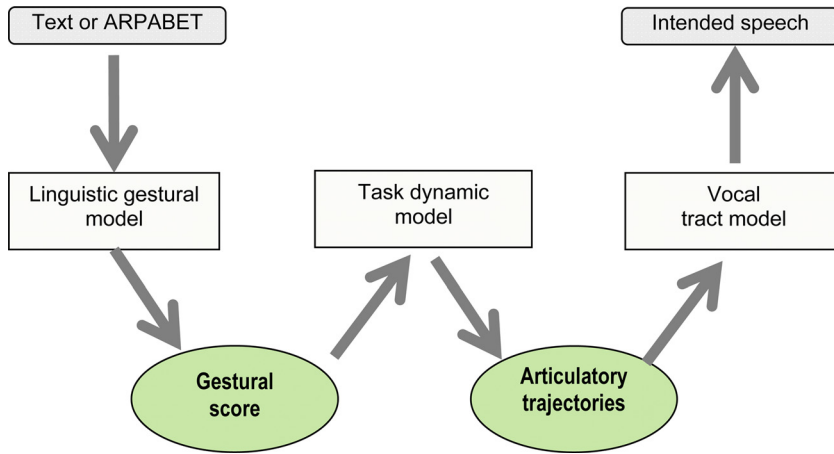 Text or ARPABET
Intended speech
Linguistic gestural
model
Task dynamic
model
Vocal
tract model
Gestural
score
Articulatory
trajectories